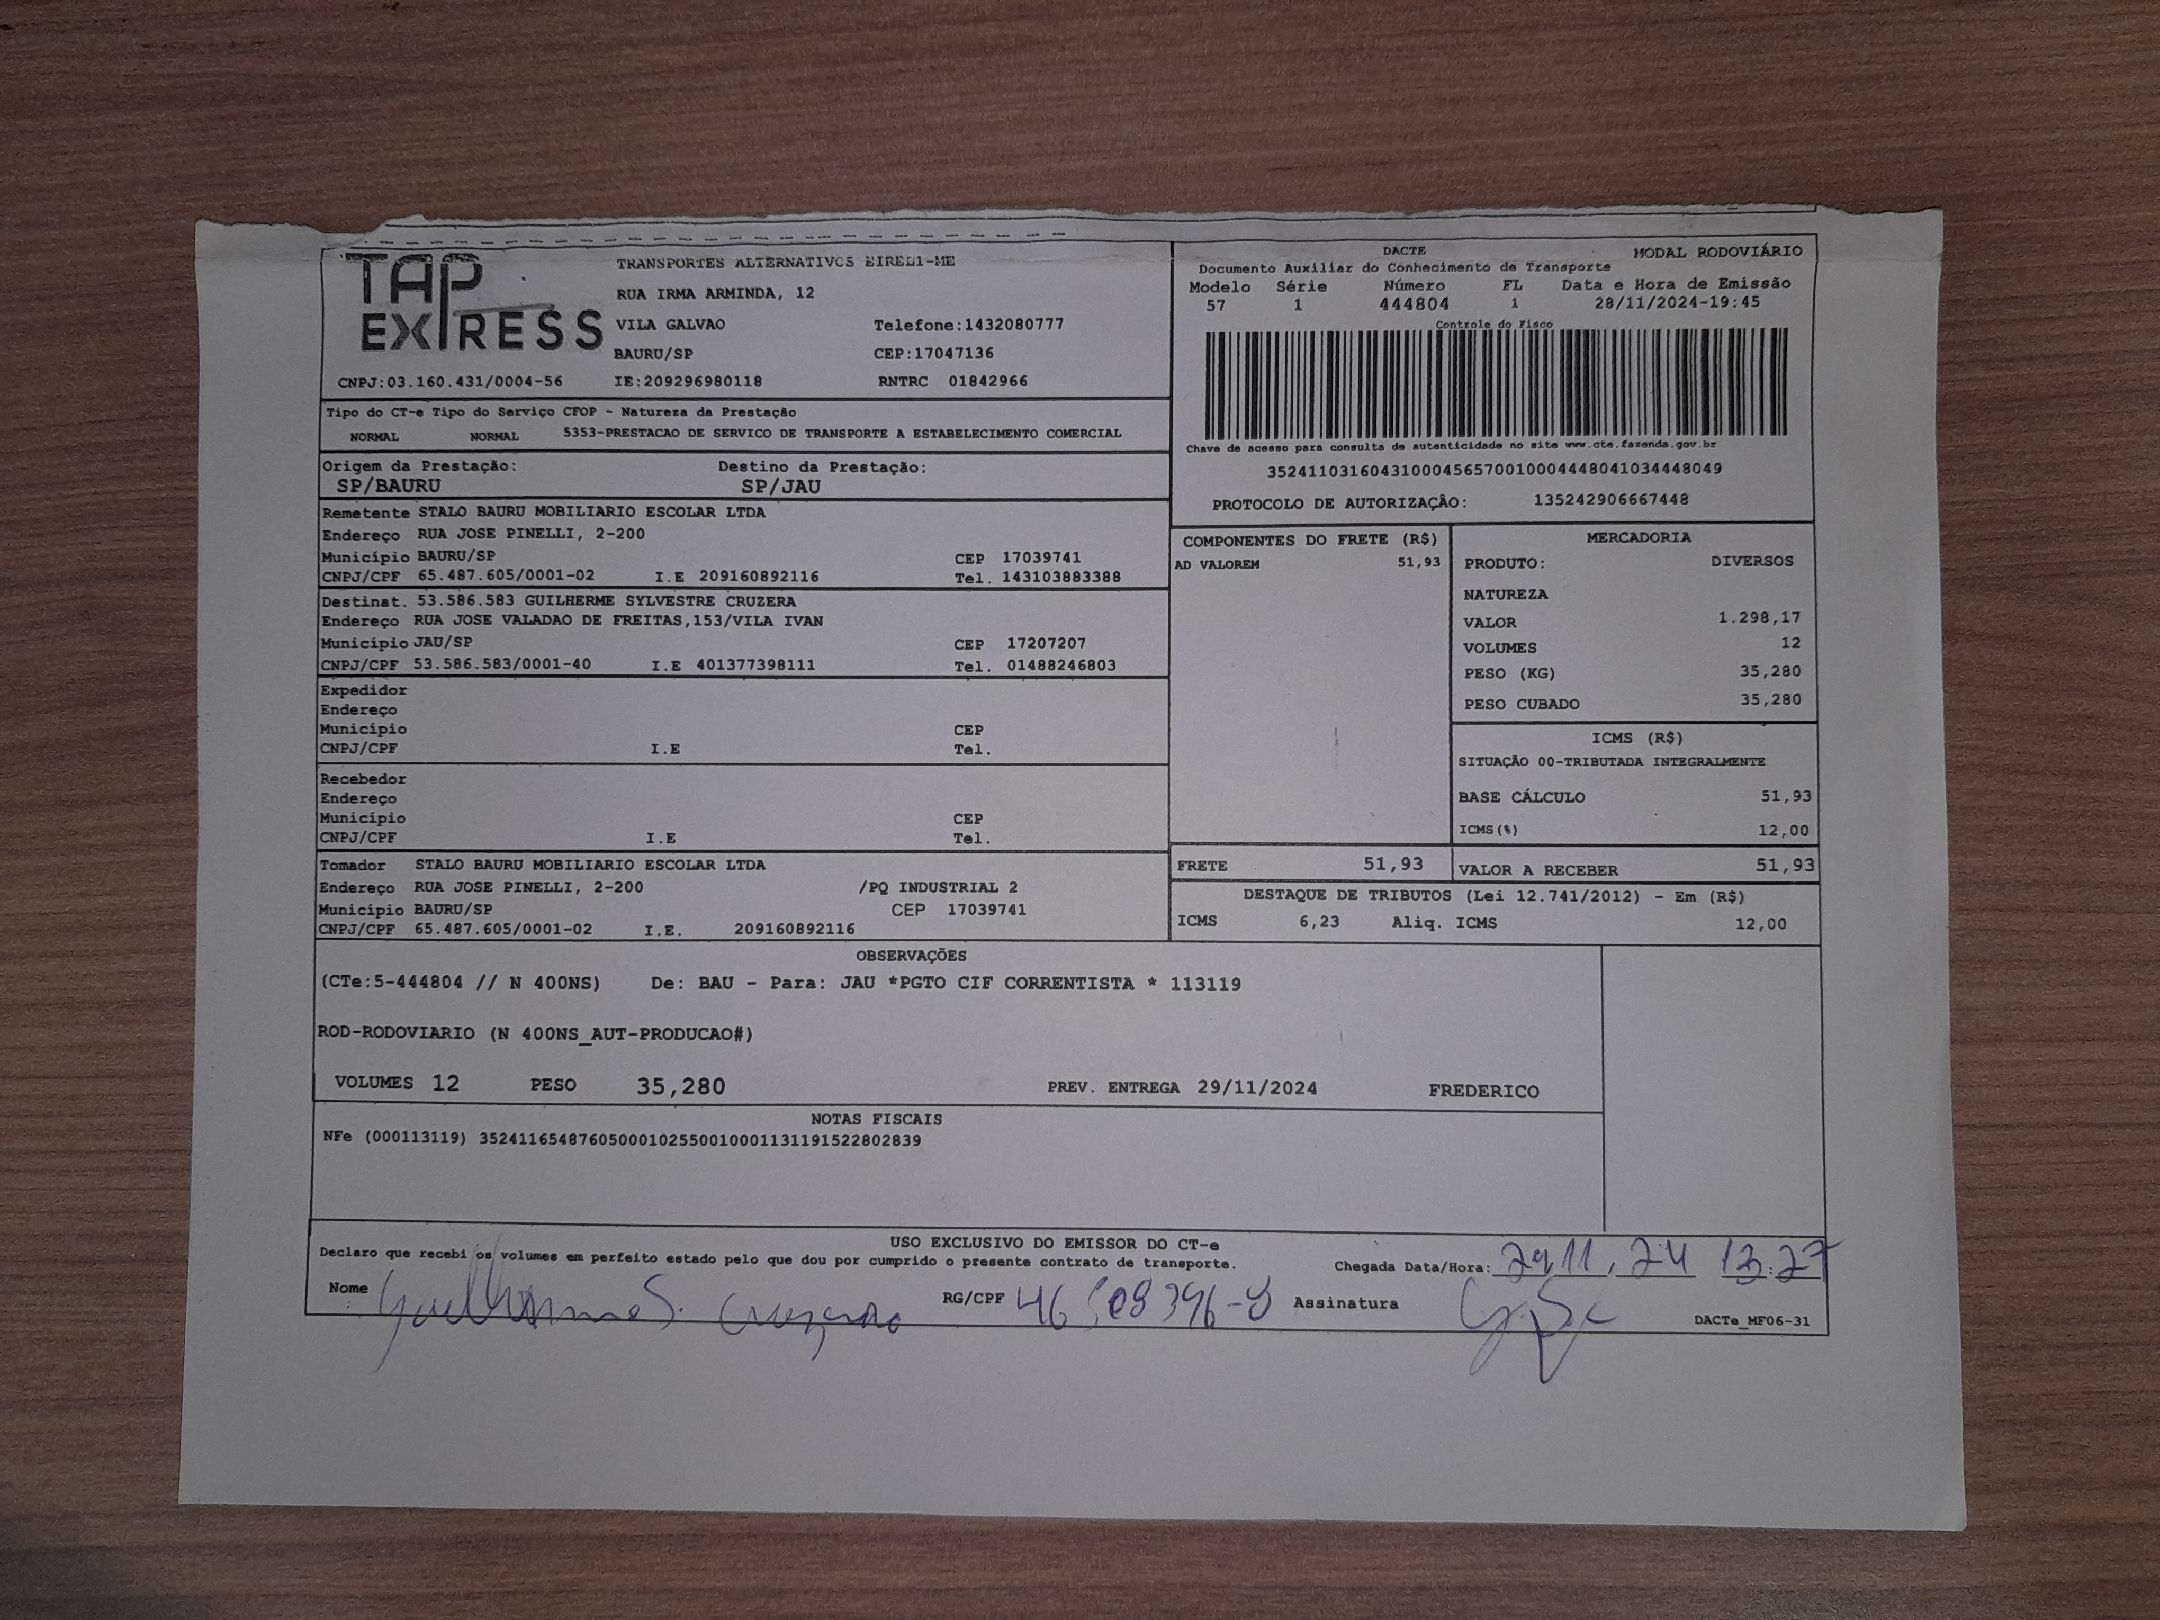 TAP
EXPRESS
TRANSPORTES ALTERNATIVOS EIRELI-ME
RUA IRMA ARMINDA, 12
VILA GALVAO Telefone:1432080777
BAURU/SP CEP:17047136
CNPJ:03.160.431/0004-56 IE:209296980118 RNTRC 01842966
DACTE MODAL RODOVIÁRIO
Documento Auxiliar do Conhecimento de Transporte
Modelo Série Número FL Data e Hora de Emissão
57 1 444804 1 28/11/2024-19:45
Controle do Fisco
Chave de acesso para consulta de autenticidade no site www.cte.fazenda.gov.br
35241103160431000456570010004448041034448049
PROTOCOLO DE AUTORIZAÇÃO: 135242906667448
Tipo do CT-e Tipo do Serviço CFOP - Natureza da Prestação
NORMAL NORMAL 5353-PRESTACAO DE SERVICO DE TRANSPORTE A ESTABELECIMENTO COMERCIAL
Origem da Prestação: Destino da Prestação:
SP/BAURU SP/JAU
Remetente STALO BAURU MOBILIARIO ESCOLAR LTDA
Endereço RUA JOSE PINELLI, 2-200
Município BAURU/SP CEP 17039741
CNPJ/CPF 65.487.605/0001-02 I.E 209160892116 Tel. 143103883388
Destinat. 53.586.583 GUILHERME SYLVESTRE CRUZERA
Endereço RUA JOSE VALADAO DE FREITAS,153/VILA IVAN
Município JAU/SP CEP 17207207
CNPJ/CPF 53.586.583/0001-40 I.E 401377398111 Tel. 01488246803
Expedidor
Endereço
Município CEP
CNPJ/CPF I.E Tel.
Recebedor
Endereço
Município CEP
CNPJ/CPF I.E Tel.
Tomador STALO BAURU MOBILIARIO ESCOLAR LTDA
Endereço RUA JOSE PINELLI, 2-200 /PQ INDUSTRIAL 2
Município BAURU/SP CEP 17039741
CNPJ/CPF 65.487.605/0001-02 I.E. 209160892116
COMPONENTES DO FRETE (R$)
AD VALOREM 51,93
MERCADORIA
PRODUTO: DIVERSOS
NATUREZA
VALOR 1.298,17
VOLUMES 12
PESO (KG) 35,280
PESO CUBADO 35,280
ICMS (R$)
SITUAÇÃO 00-TRIBUTADA INTEGRALMENTE
BASE CÁLCULO 51,93
ICMS(%) 12,00
FRETE 51,93 VALOR A RECEBER 51,93
DESTAQUE DE TRIBUTOS (Lei 12.741/2012) - Em (R$)
ICMS 6,23 Aliq. ICMS 12,00
OBSERVAÇÕES
(CTe:5-444804 // N 400NS) De: BAU - Para: JAU *PGTO CIF CORRENTISTA * 113119
ROD-RODOVIARIO (N 400NS_AUT-PRODUCAO#)
VOLUMES 12 PESO 35,280 PREV. ENTREGA 29/11/2024 FREDERICO
NOTAS FISCAIS
NFe (000113119) 35241165487605000102550010001131191522802839
USO EXCLUSIVO DO EMISSOR DO CT-e
Declaro que recebi os volumes em perfeito estado pelo que dou por cumprido o presente contrato de transporte. Chegada Data/Hora: 29,11,24 13:27
Nome Guilherme S. RG/CPF Assinatura
DACTe_MF06-31